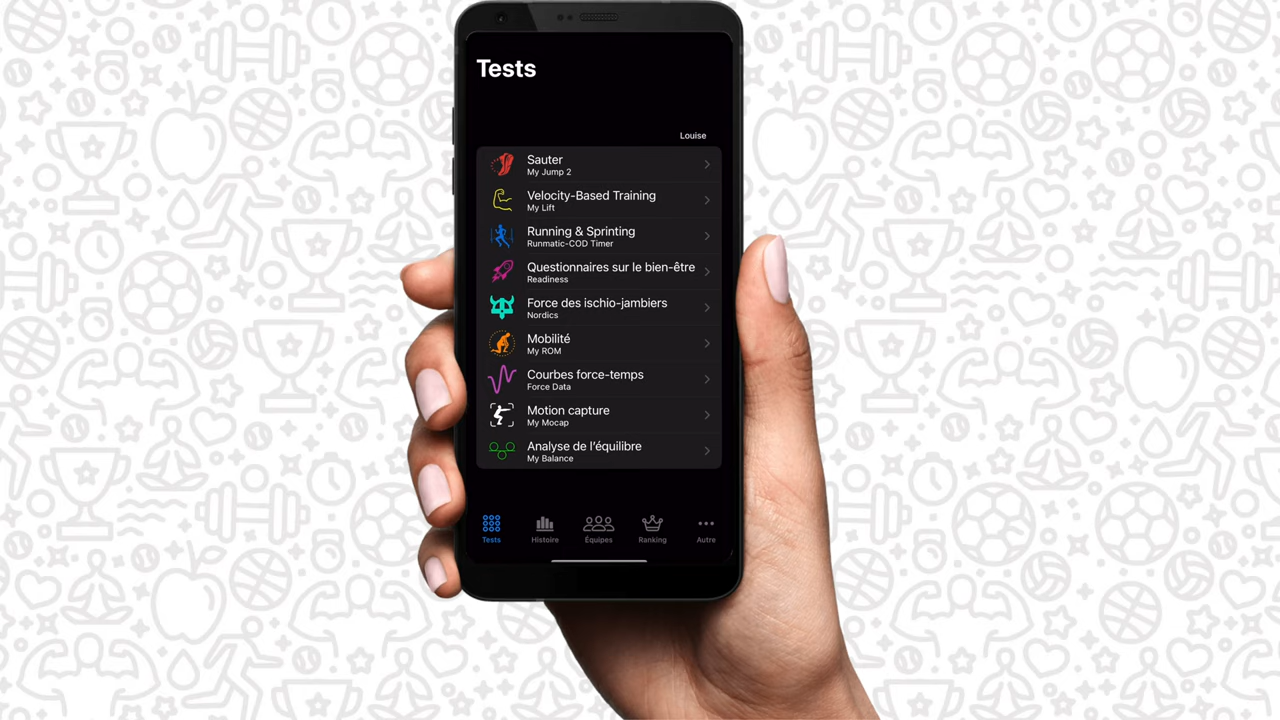 Tests
Louise
Sauter
My Jump 2
Velocity-Based Training
My Lift
Running & Sprinting
Runmatic-COD Timer
Questionnaires sur le bien-être
Readiness
Force des ischio-jambiers
Nordics
Mobilité
My ROM
Courbes force-temps
Force Data
Motion capture
My Mocap
Analyse de l'équilibre
My Balance
Tests
Histoire
Équipes
Ranking
Autre